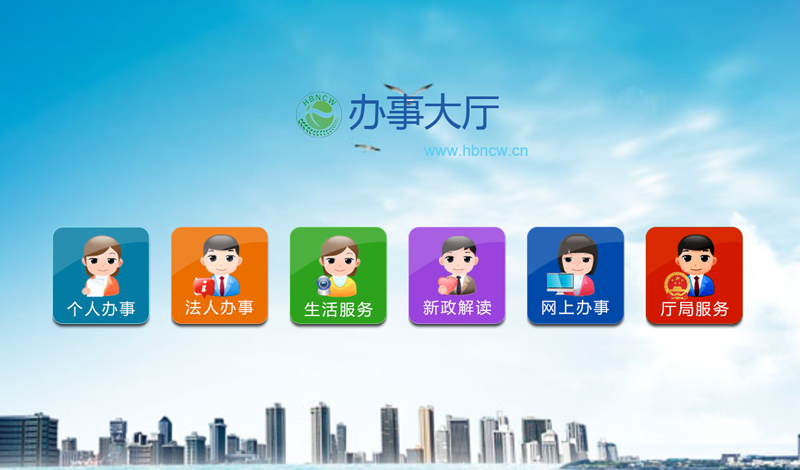 HBNCW
办事大厅
www.hbncw.cn
个人办事
法人办事
生活服务
新政解读
网上办事
厅局服务